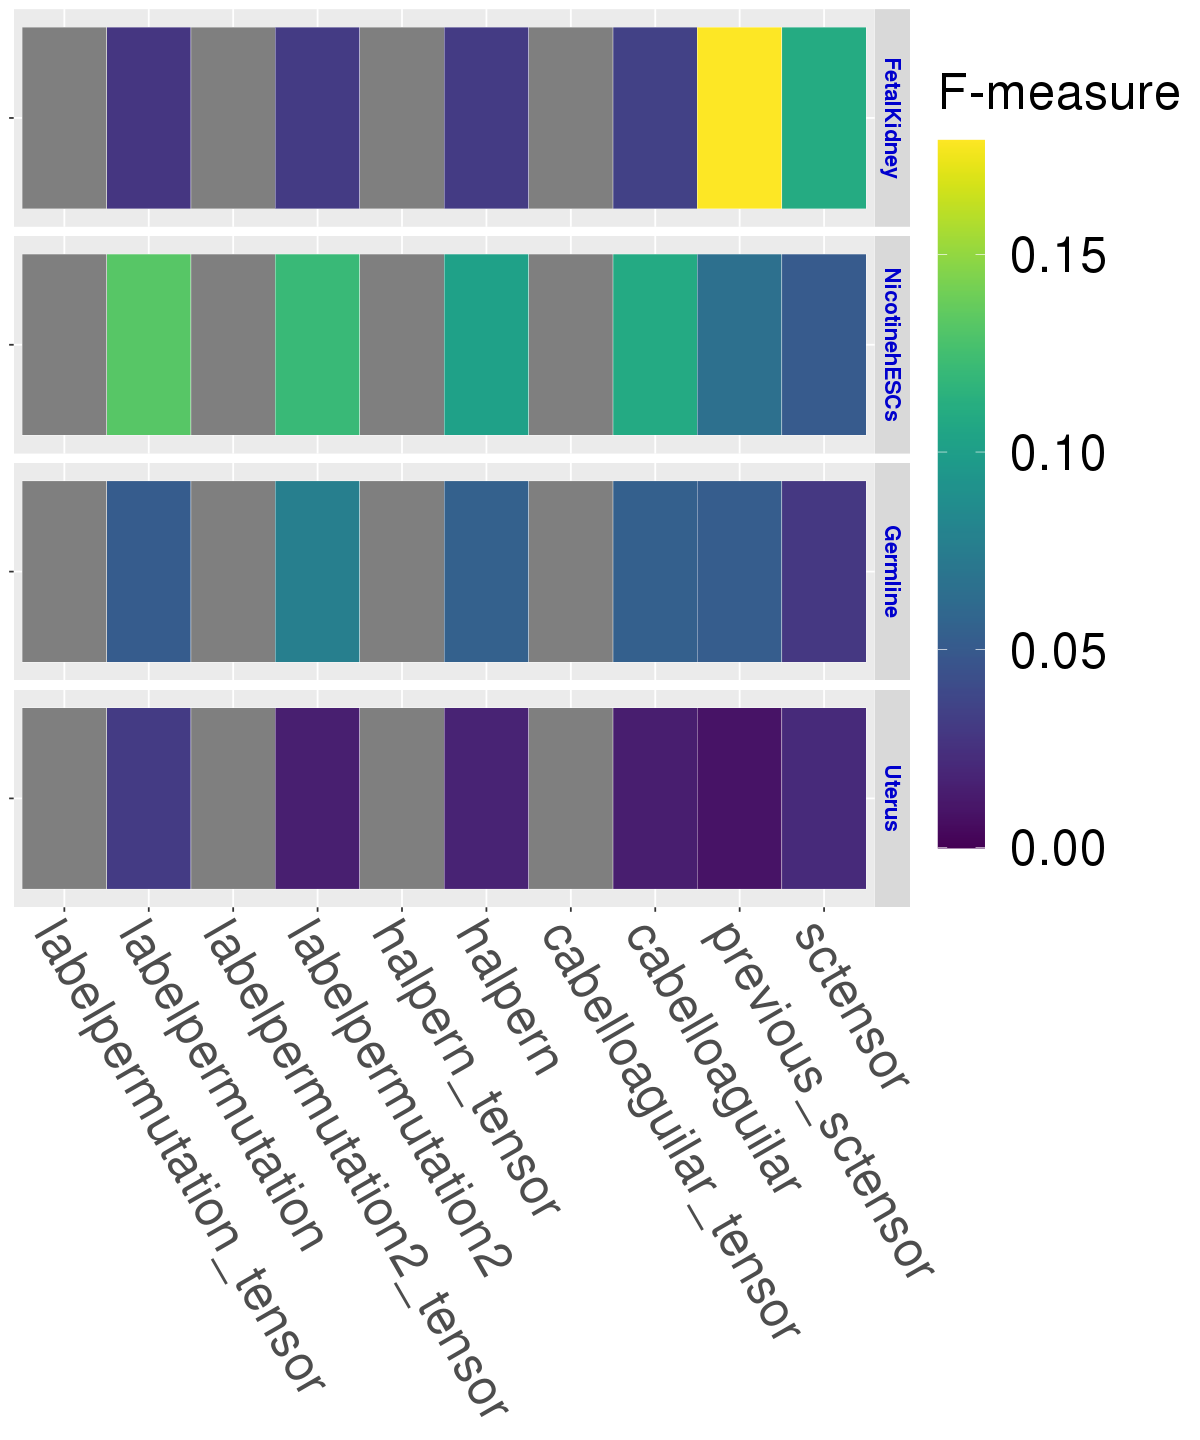 FetalKidney
NicotinehESCs
Germline
Uterus
F-measure
0.15
0.10
0.05
0.00
labelpermutation_tensor
labelpermutation
labelpermutation2_tensor
labelpermutation2
halpern_tensor
halpern
cabelloaguilar_tensor
cabelloaguilar
previous_sctensor
sctensor